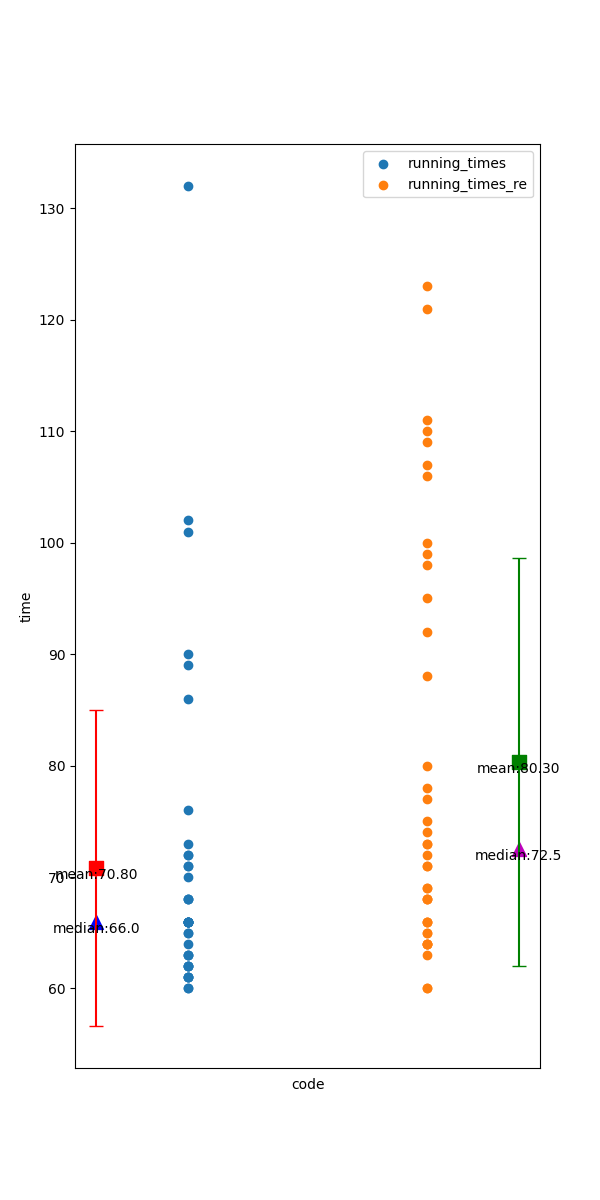 running_times
running_times_re
130
120
110
100
90
80
70
60
time
code
mean:70.80
median:66.0
mean:80.30
median:72.5